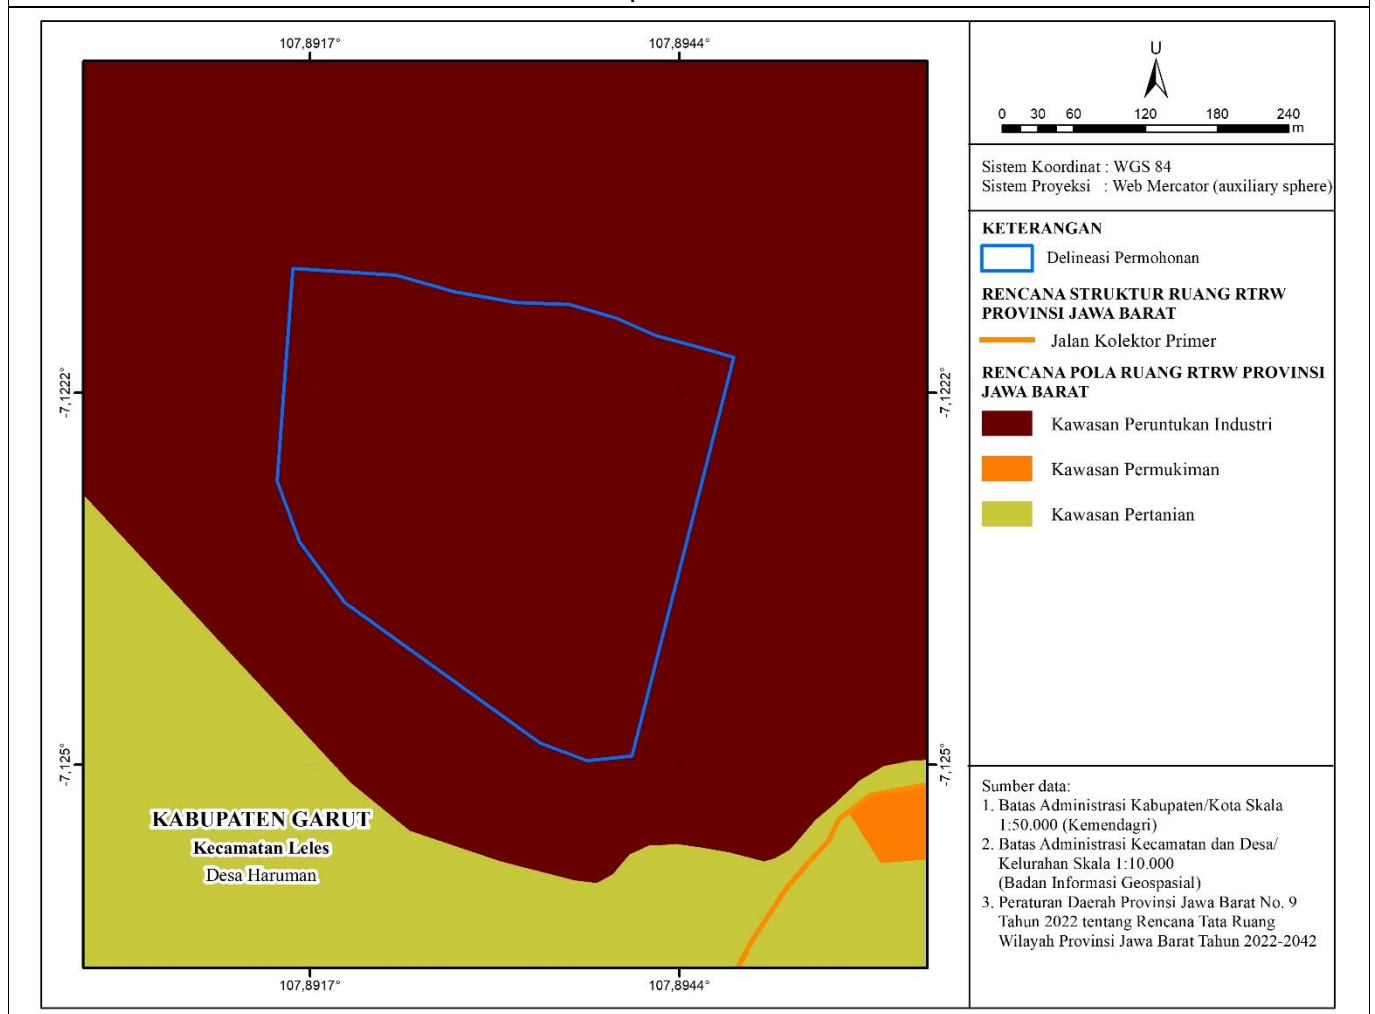 107,8917°
107,8944°
-7,1222°
-7,1222°
-7,125°
-7,125°
KABUPATEN GARUT
Kecamatan Leles
Desa Haruman
107,8917°
107,8944°
U
0 30 60 120 180 240
m
Sistem Koordinat : WGS 84
Sistem Proyeksi : Web Mercator (auxiliary sphere)
KETERANGAN
Delineasi Permohonan
RENCANA STRUKTUR RUANG RTRW
PROVINSI JAWA BARAT
Jalan Kolektor Primer
RENCANA POLA RUANG RTRW PROVINSI
JAWA BARAT
Kawasan Peruntukan Industri
Kawasan Permukiman
Kawasan Pertanian
Sumber data:
1. Batas Administrasi Kabupaten/Kota Skala
1:50.000 (Kemendagri)
2. Batas Administrasi Kecamatan dan Desa/
Kelurahan Skala 1:10.000
(Badan Informasi Geospasial)
3. Peraturan Daerah Provinsi Jawa Barat No. 9
Tahun 2022 tentang Rencana Tata Ruang
Wilayah Provinsi Jawa Barat Tahun 2022-2042